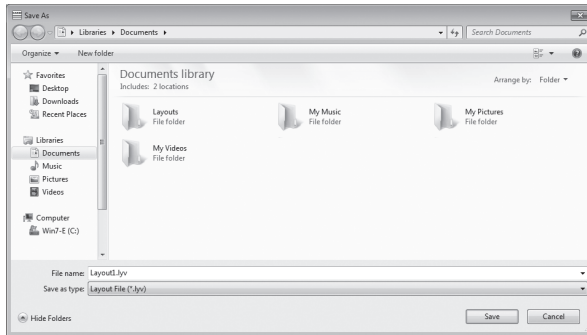 Save As
Libraries Documents
Search Documents
Organize New folder
Favorites
Desktop
Downloads
Recent Places
Libraries
Documents
Music
Pictures
Videos
Computer
Win7-E (C:)
Documents library
Includes: 2 locations
Arrange by: Folder
Layouts
File folder
My Music
File folder
My Pictures
File folder
My Videos
File folder
File name: Layout1.lyv
Save as type: Layout File (*.lyv)
Hide Folders
Save Cancel